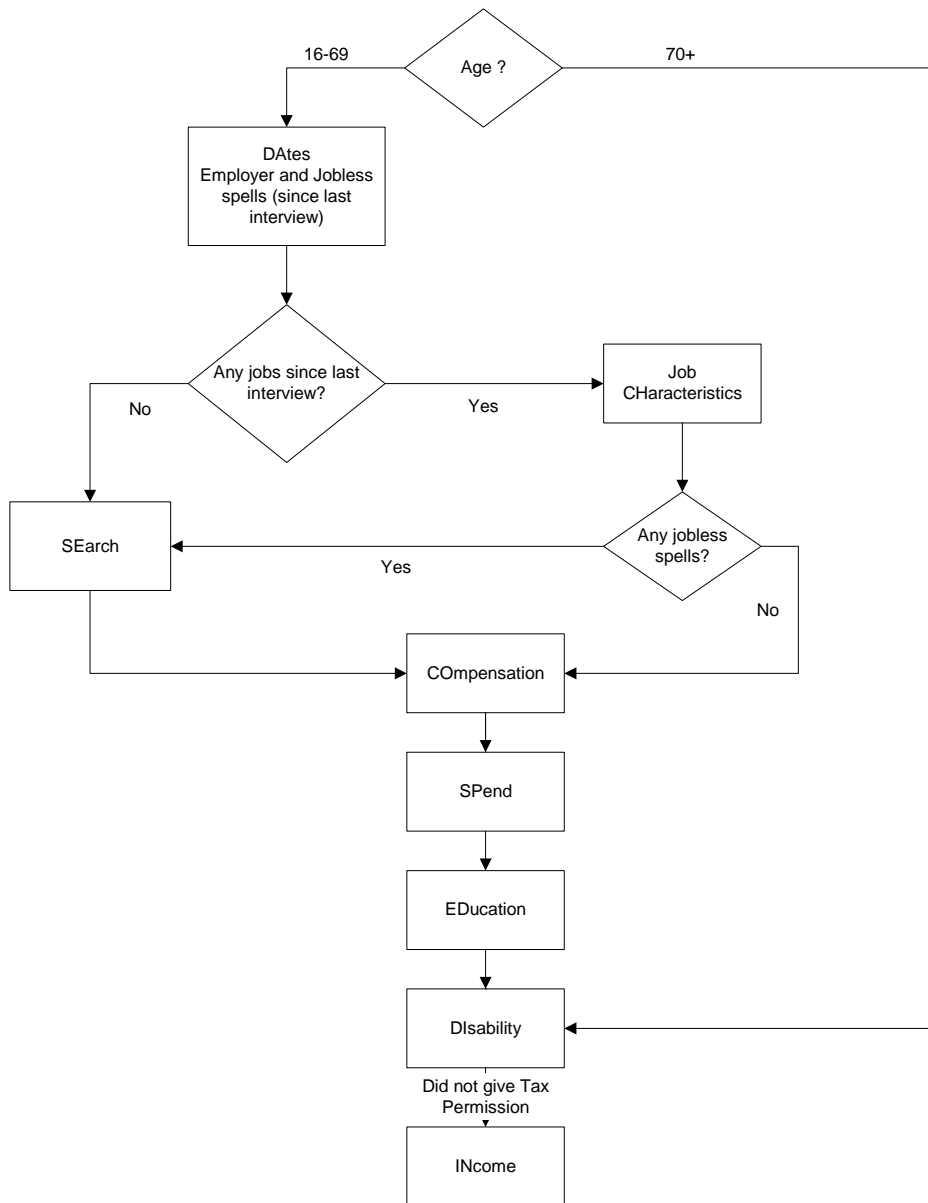 16-69
Age ?
70+
DAtes
Employer and Jobless
spells (since last
interview)
Any jobs since last
interview?
Job
CHaracteristics
No
Yes
SEarch
Any jobless
spells?
Yes
No
COmpensation
SPend
EDucation
DIsability
Did not give Tax
Permission
INcome